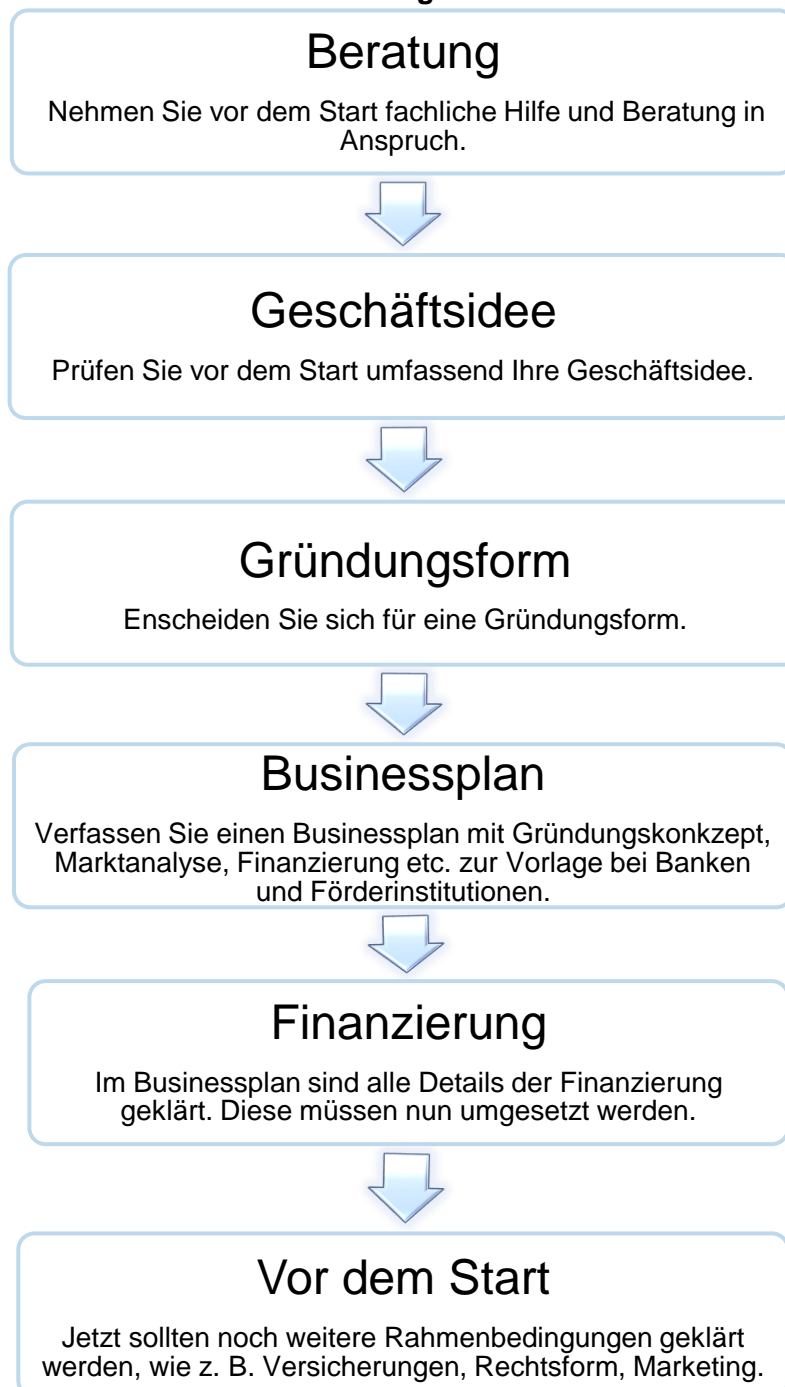 Beratung
Nehmen Sie vor dem Start fachliche Hilfe und Beratung in
Anspruch.
Geschäftsidee
Prüfen Sie vor dem Start umfassend Ihre Geschäftsidee.
Gründungsform
Enscheiden Sie sich für eine Gründungsform.
Businessplan
Verfassen Sie einen Businessplan mit Gründungskonkzept,
Marktanalyse, Finanzierung etc. zur Vorlage bei Banken
und Förderinstitutionen.
Finanzierung
Im Businessplan sind alle Details der Finanzierung
geklärt. Diese müssen nun umgesetzt werden.
Vor dem Start
Jetzt sollten noch weitere Rahmenbedingungen geklärt
werden, wie z. B. Versicherungen, Rechtsform, Marketing.